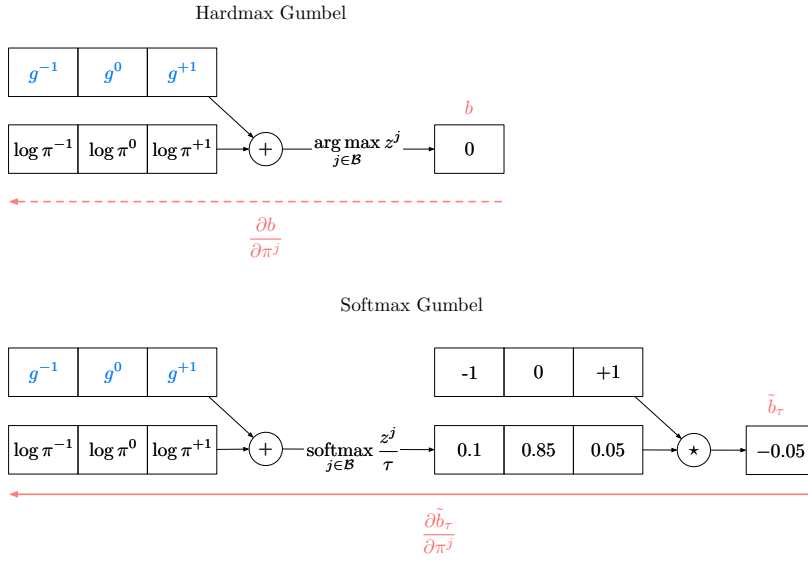 Hardmax Gumbel
g^{-1} g^{0} g^{+1}
b
log π^{-1} log π^{0} log π^{+1} + arg max_{j∈ℬ} z^j 0
∂b/∂π^j
Softmax Gumbel
g^{-1} g^{0} g^{+1} -1 0 +1
b̃_τ
log π^{-1} log π^{0} log π^{+1} + softmax_{j∈ℬ} z^j/τ 0.1 0.85 0.05 ⋆ −0.05
∂b̃_τ/∂π^j